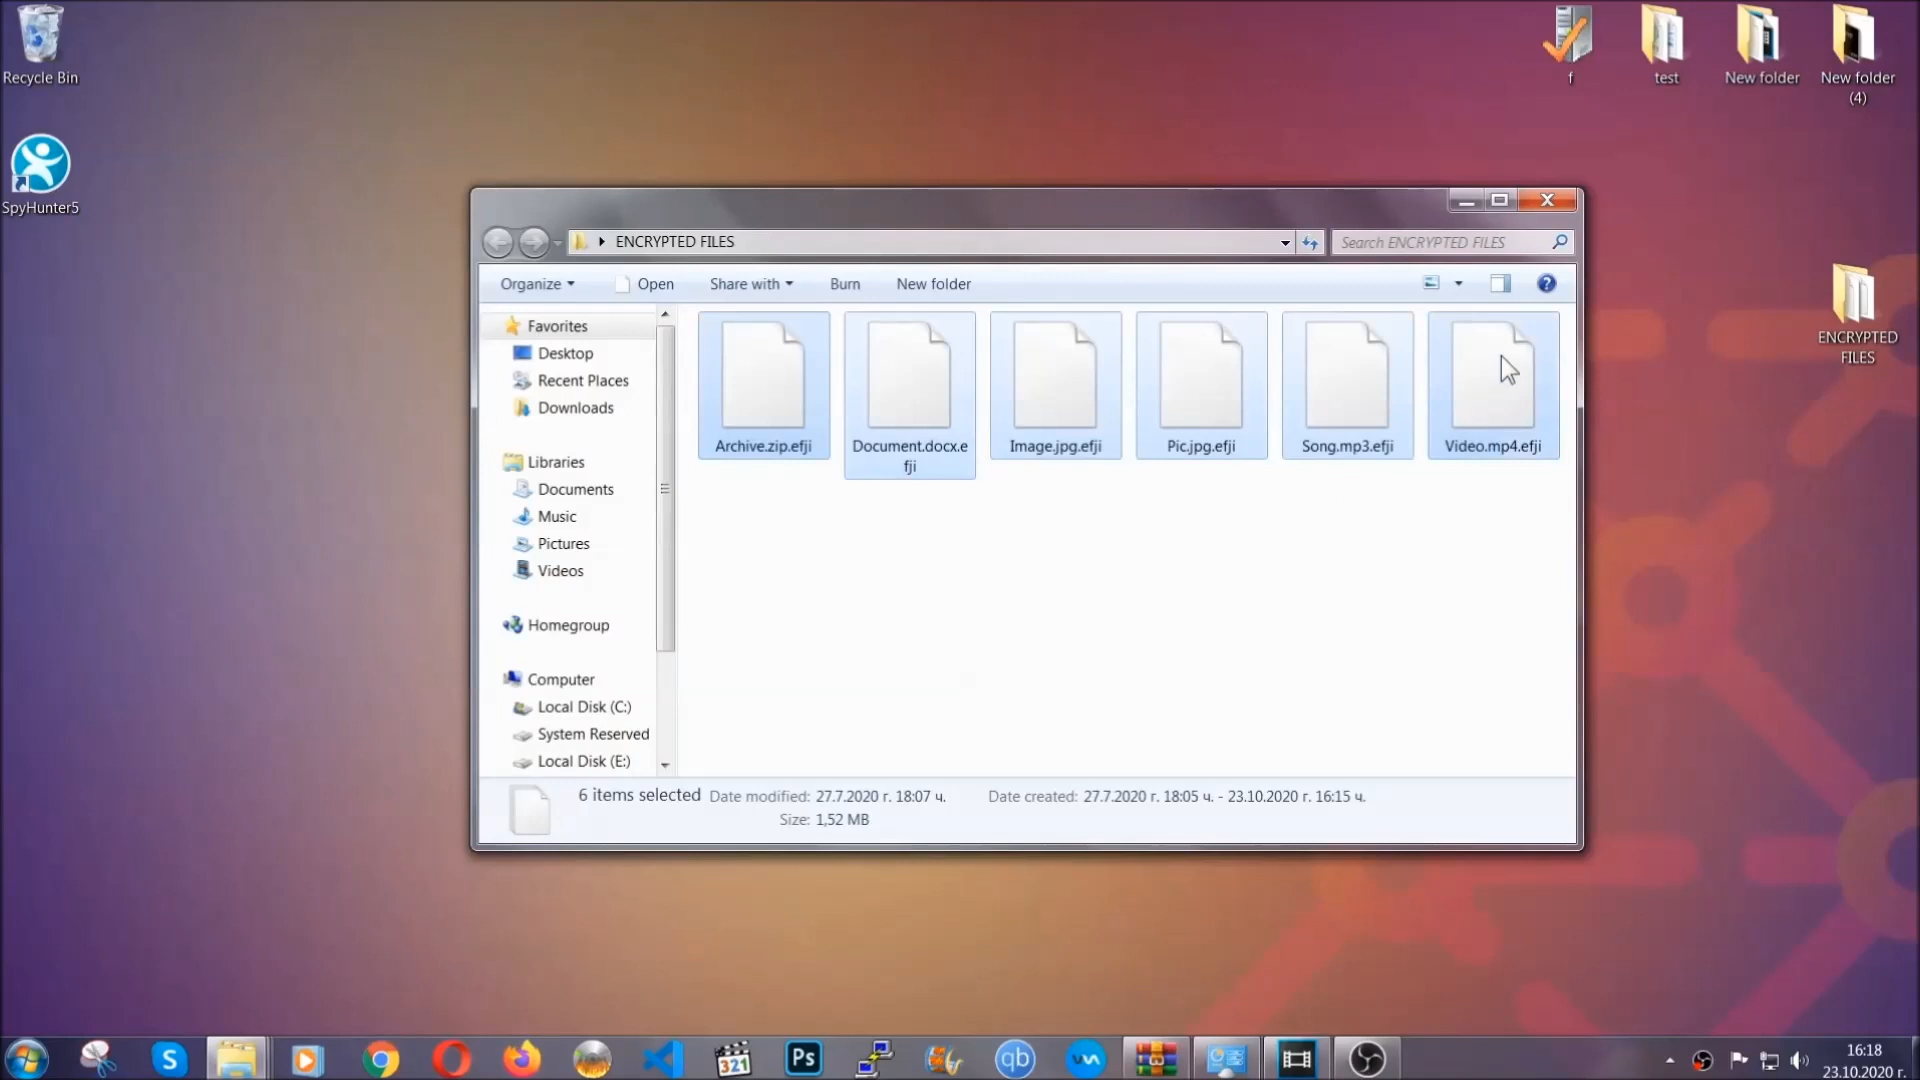 Recycle Bin
SpyHunter5
f
test
New folder
New folder
(4)
ENCRYPTED
FILES
ENCRYPTED FILES
Search ENCRYPTED FILES
Organize
Open
Share with
Burn
New folder
Favorites
Desktop
Recent Places
Downloads
Libraries
Documents
Music
Pictures
Videos
Homegroup
Computer
Local Disk (C:)
System Reserved
Local Disk (E:)
Archive.zip.efji
Document.docx.e
fji
Image.jpg.efji
Pic.jpg.efji
Song.mp3.efji
Video.mp4.efji
6 items selected Date modified: 27.7.2020 г. 18:07 ч. Date created: 27.7.2020 г. 18:05 ч. - 23.10.2020 г. 16:15 ч.
Size: 1,52 MB
S
321
Ps
qb
16:18
23.10.2020 г.